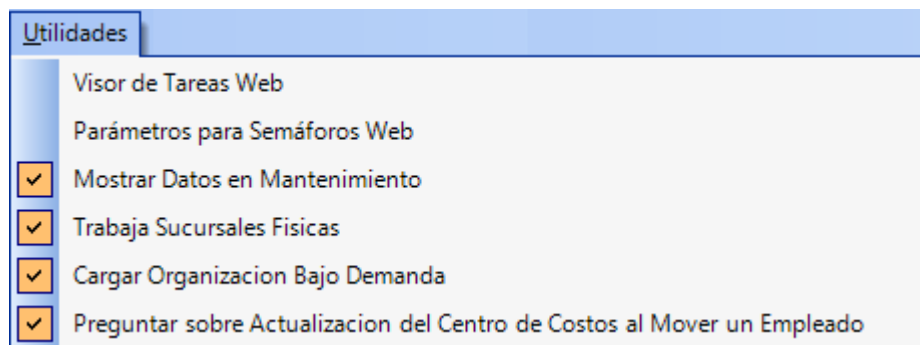 Utilidades
Visor de Tareas Web
Parámetros para Semáforos Web
Mostrar Datos en Mantenimiento
Trabaja Sucursales Fisicas
Cargar Organizacion Bajo Demanda
Preguntar sobre Actualizacion del Centro de Costos al Mover un Empleado